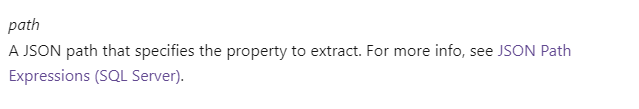 path
A JSON path that specifies the property to extract. For more info, see JSON Path
Expressions (SQL Server).